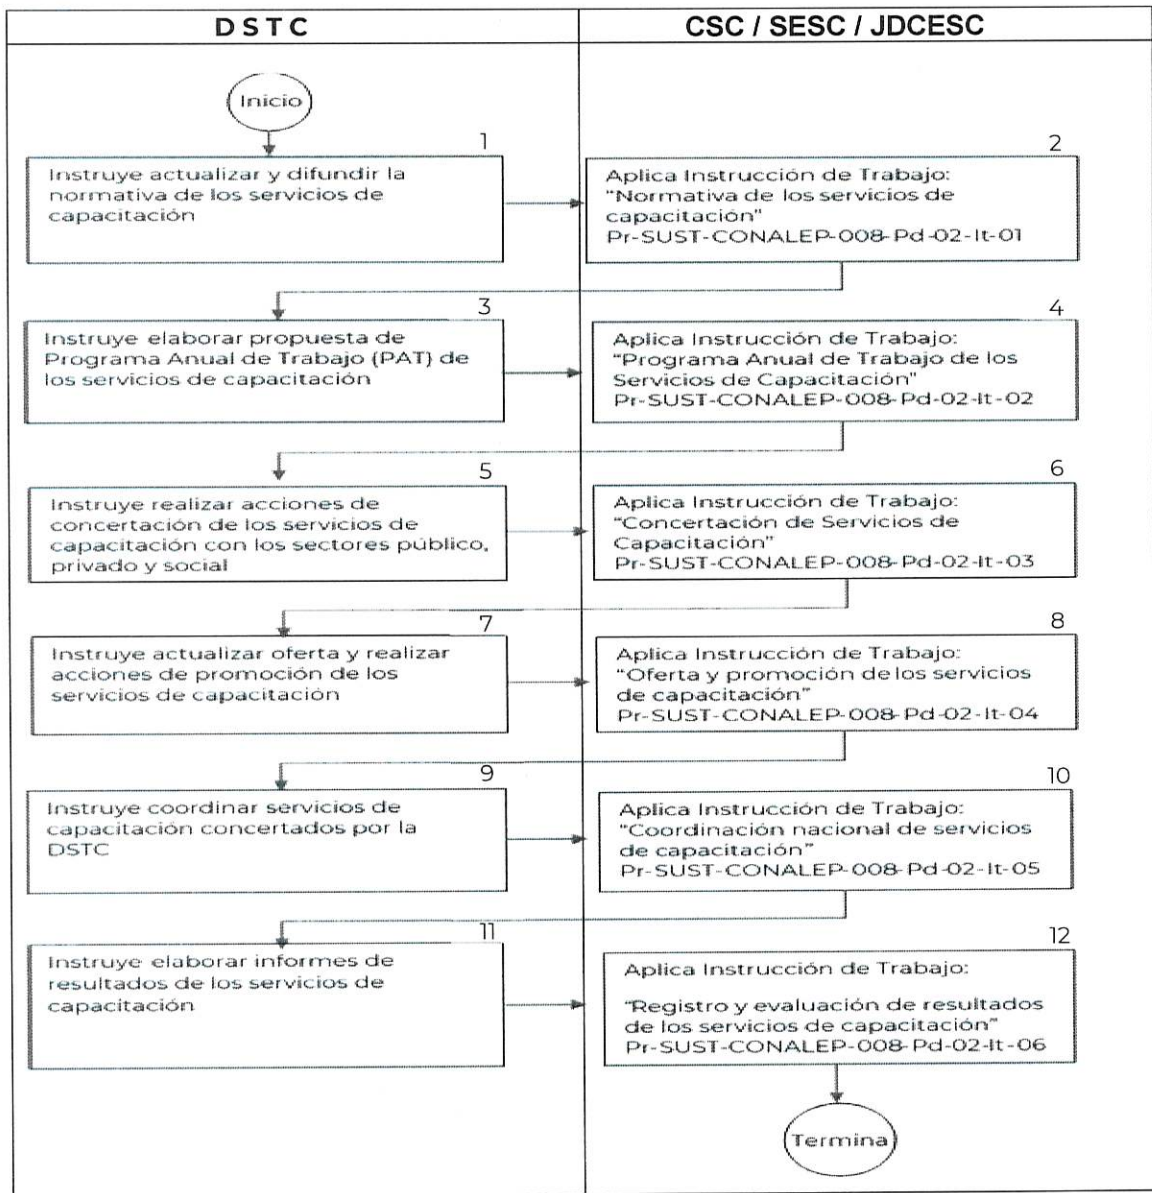 DSTC
CSC / SESC / JDCESC
Inicio
1
Instruye actualizar y difundir la
normativa de los servicios de
capacitación
2
Aplica Instrucción de Trabajo:
"Normativa de los servicios de
capacitación"
Pr-SUST-CONALEP-008-Pd-02-It-01
3
Instruye elaborar propuesta de
Programa Anual de Trabajo (PAT) de
los servicios de capacitación
4
Aplica Instrucción de Trabajo:
"Programa Anual de Trabajo de los
Servicios de Capacitación"
Pr-SUST-CONALEP-008-Pd-02-It-02
5
Instruye realizar acciones de
concertación de los servicios de
capacitación con los sectores público,
privado y social
6
Aplica Instrucción de Trabajo:
"Concertación de Servicios de
Capacitación"
Pr-SUST-CONALEP-008-Pd-02-It-03
7
Instruye actualizar oferta y realizar
acciones de promoción de los
servicios de capacitación
8
Aplica Instrucción de Trabajo:
"Oferta y promoción de los servicios
de capacitación"
Pr-SUST-CONALEP-008-Pd-02-It-04
9
Instruye coordinar servicios de
capacitación concertados por la
DSTC
10
Aplica Instrucción de Trabajo:
"Coordinación nacional de servicios
de capacitación"
Pr-SUST-CONALEP-008-Pd-02-It-05
11
Instruye elaborar informes de
resultados de los servicios de
capacitación
12
Aplica Instrucción de Trabajo:
"Registro y evaluación de resultados
de los servicios de capacitación"
Pr-SUST-CONALEP-008-Pd-02-It-06
Termina